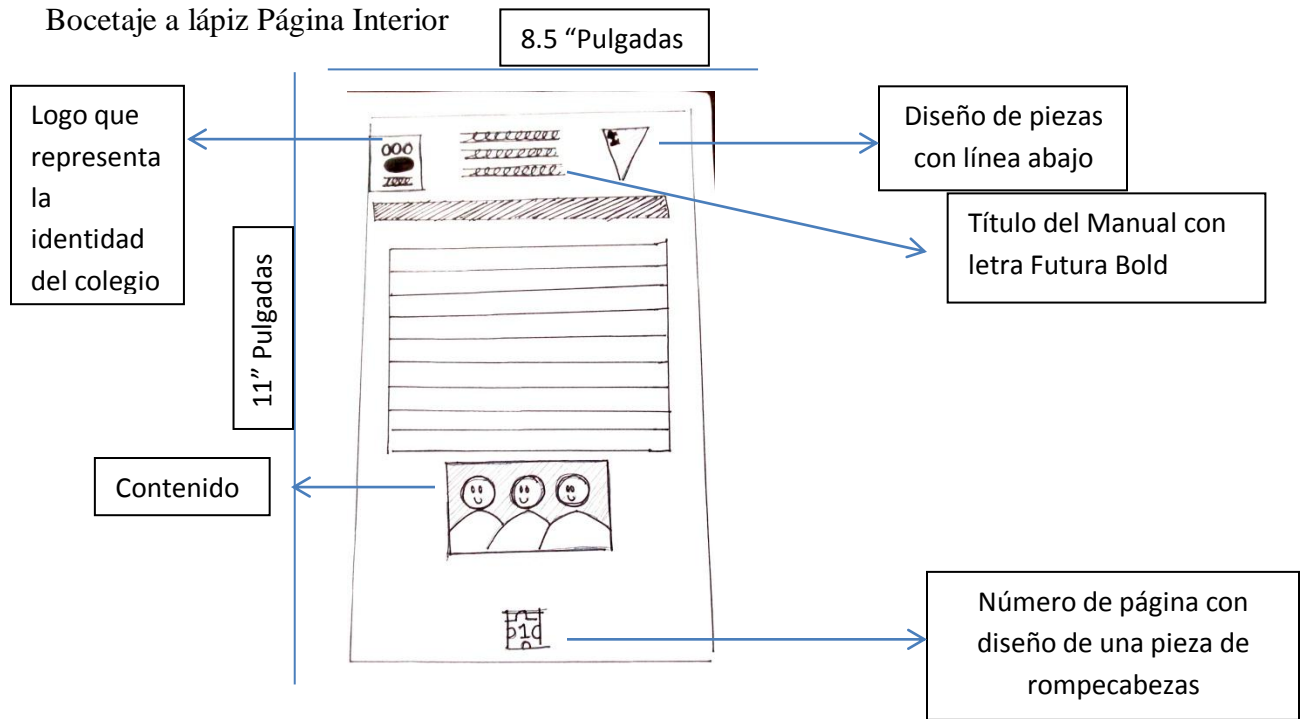 Bocetaje a lápiz Página Interior
8.5 “Pulgadas
Logo que
representa
la
identidad
del colegio
Diseño de piezas
con línea abajo
Título del Manual con
letra Futura Bold
11” Pulgadas
Contenido
1
Número de página con
diseño de una pieza de
rompecabezas